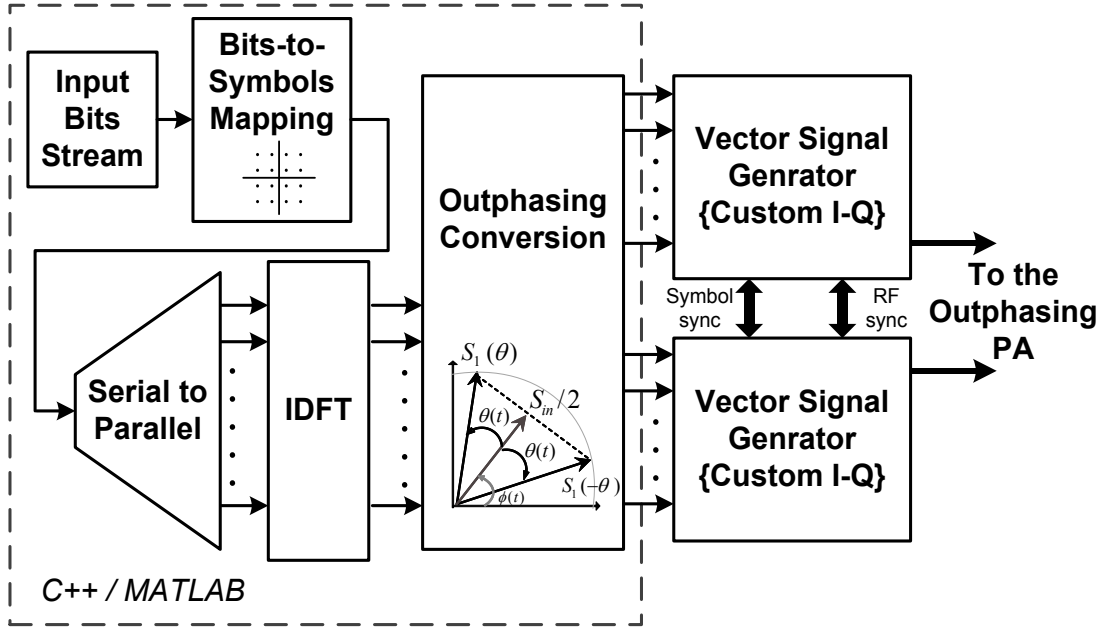 Input
Bits
Stream
Bits-to-
Symbols
Mapping
Serial to
Parallel
IDFT
Outphasing
Conversion
S₁(θ)
Sᵢₙ/2
θ(t)
θ(t)
S₁(-θ)
ϕ(t)
Vector Signal
Genrator
{Custom I-Q}
Symbol
sync
RF
sync
Vector Signal
Genrator
{Custom I-Q}
To the
Outphasing
PA
C++ / MATLAB